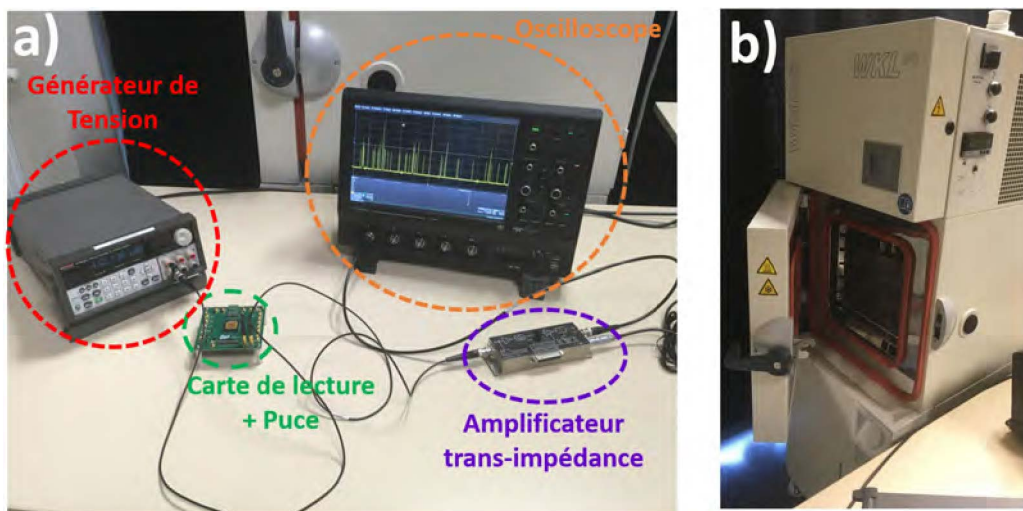 a)
Oscilloscope
b)
Générateur de
Tension
WKL
Carte de lecture
+ Puce
Amplificateur
trans-impédance